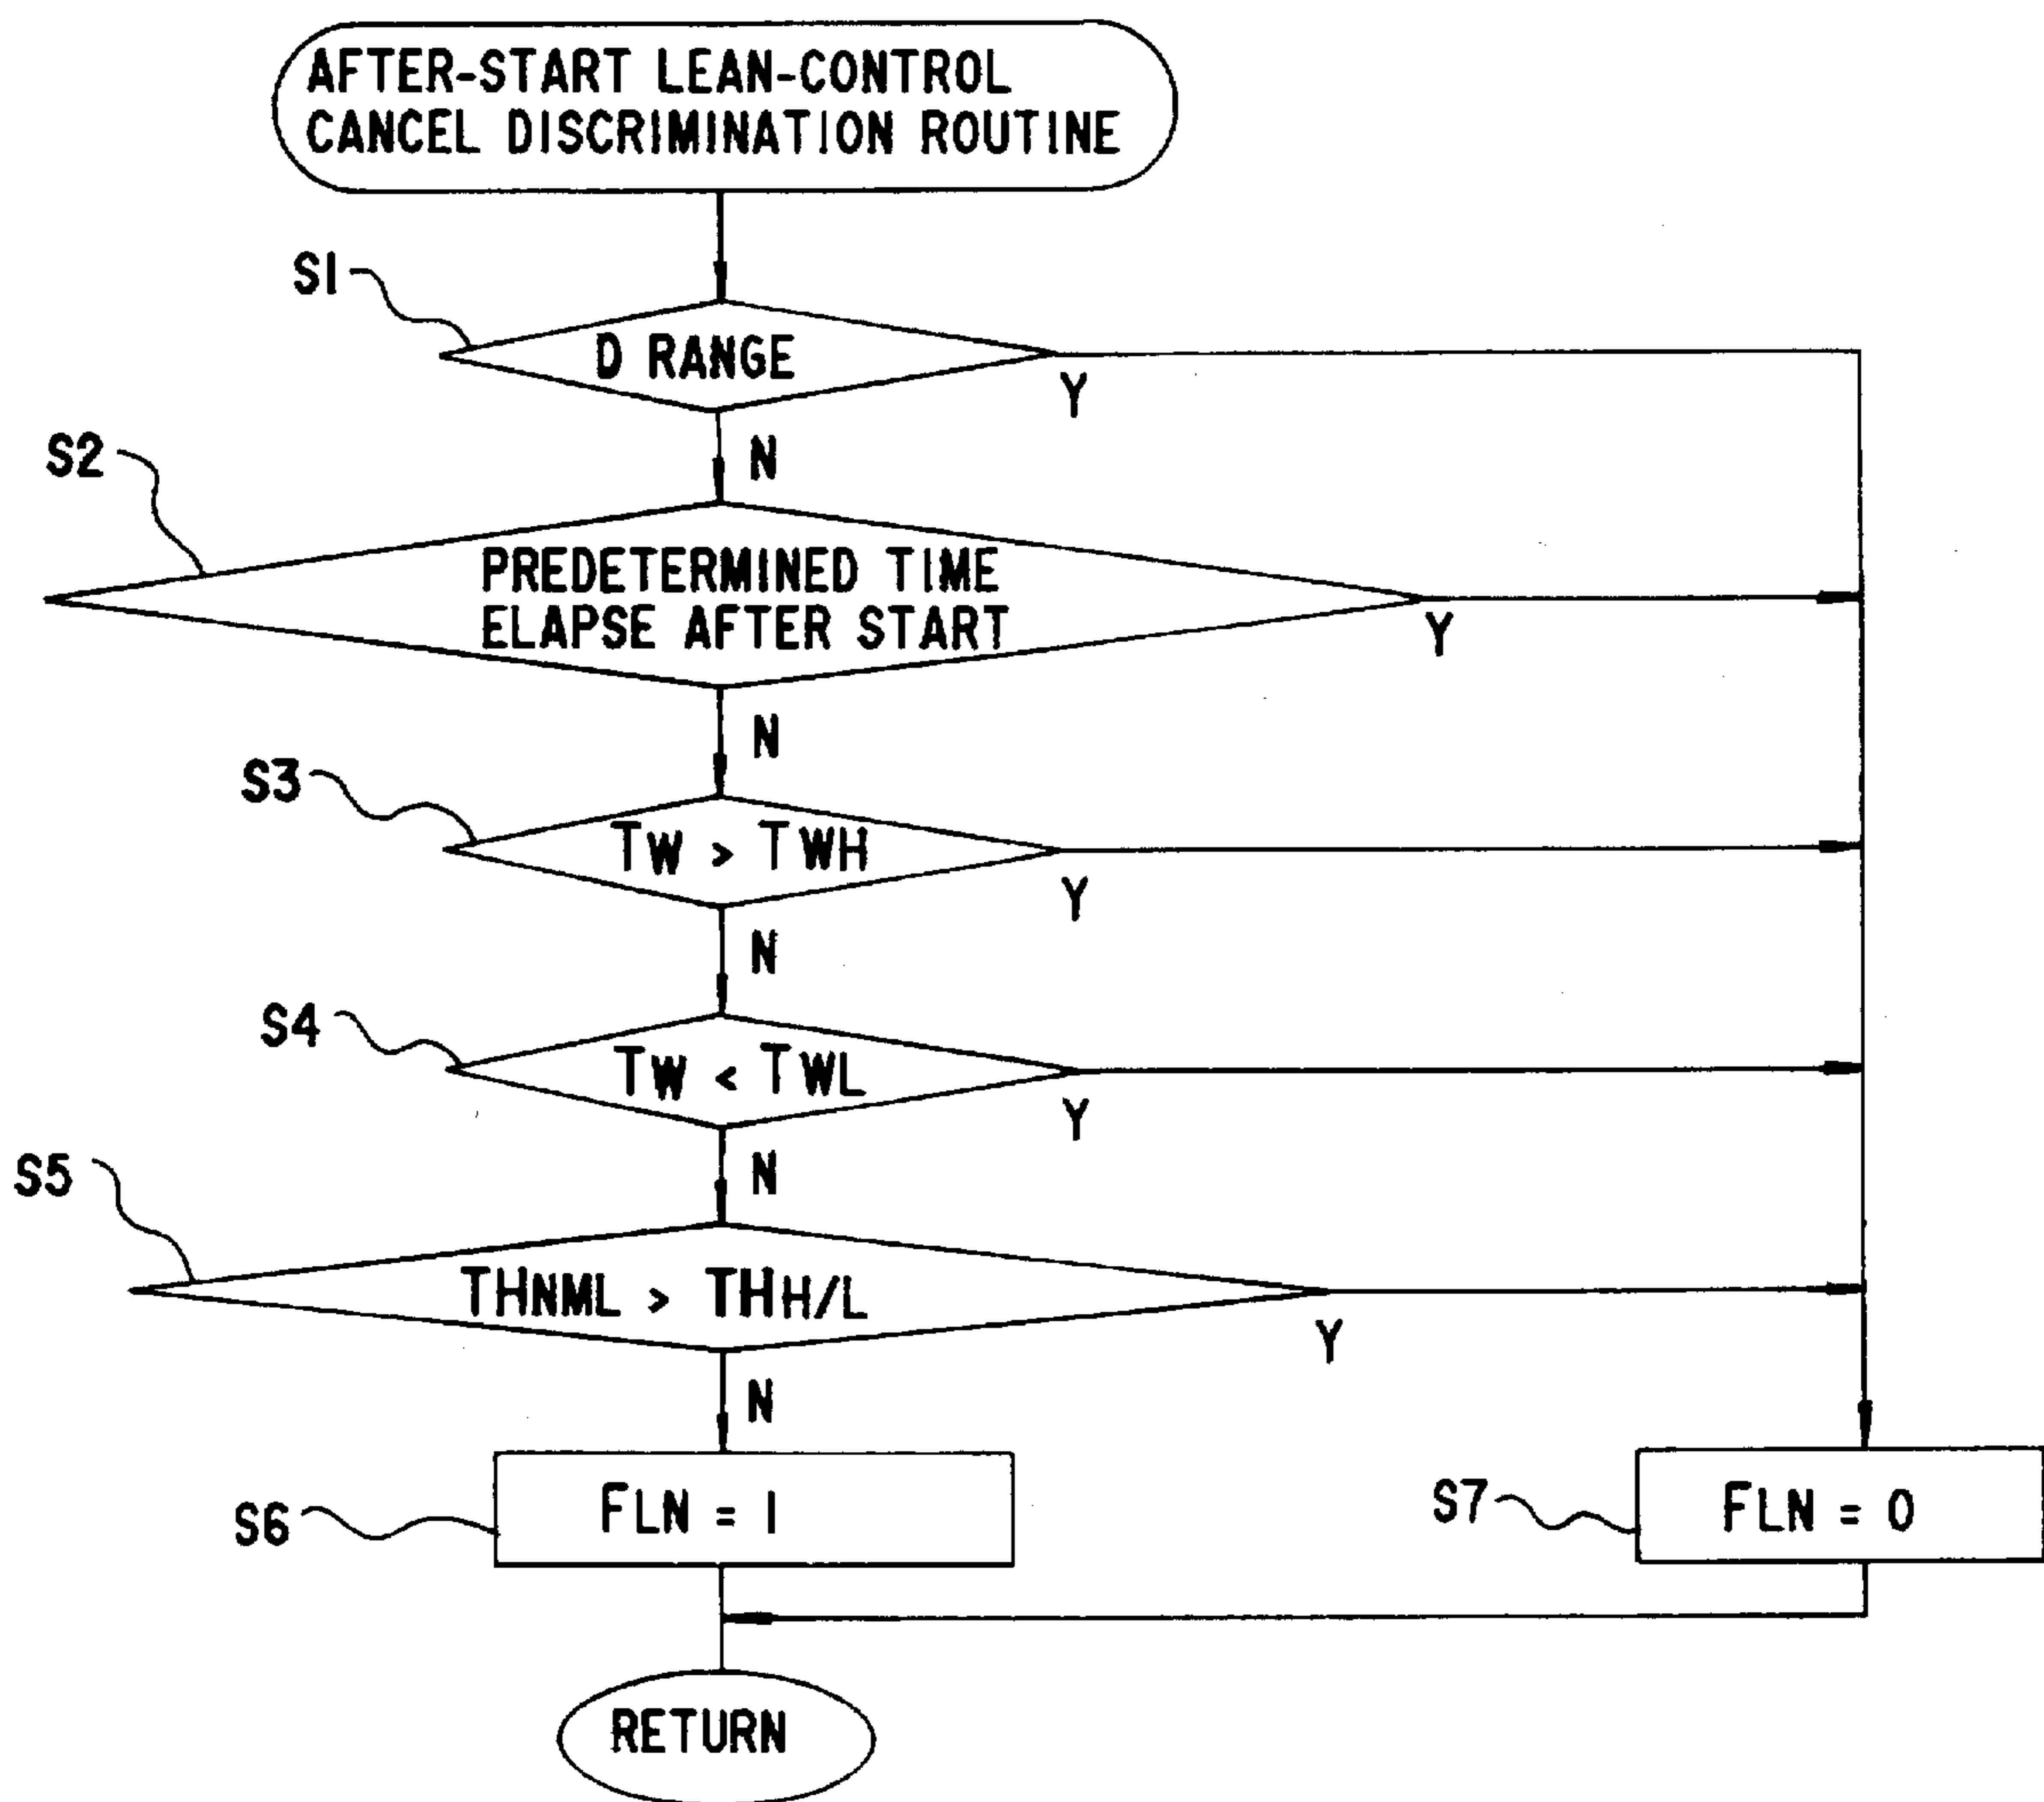 AFTER-START LEAN-CONTROL
CANCEL DISCRIMINATION ROUTINE
S1
D RANGE
Y
N
S2
PREDETERMINED TIME
ELAPSE AFTER START
Y
N
S3
TW > TWH
Y
N
S4
TW < TWL
Y
N
S5
THNML > THH/L
Y
N
S6
FLN = 1
S7
FLN = 0
RETURN